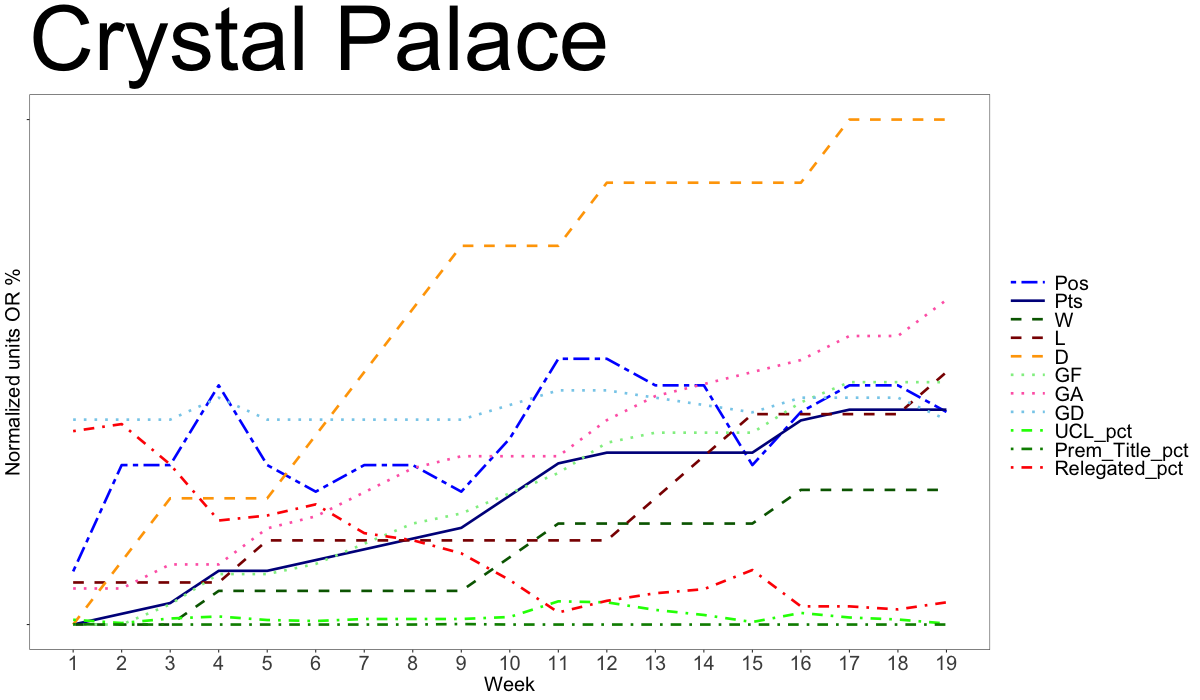 Crystal Palace
Normalized units OR %
1 2 3 4 5 6 7 8 9 10 11 12 13 14 15 16 17 18 19
Week
Pos
Pts
W
L
D
GF
GA
GD
UCL_pct
Prem_Title_pct
Relegated_pct